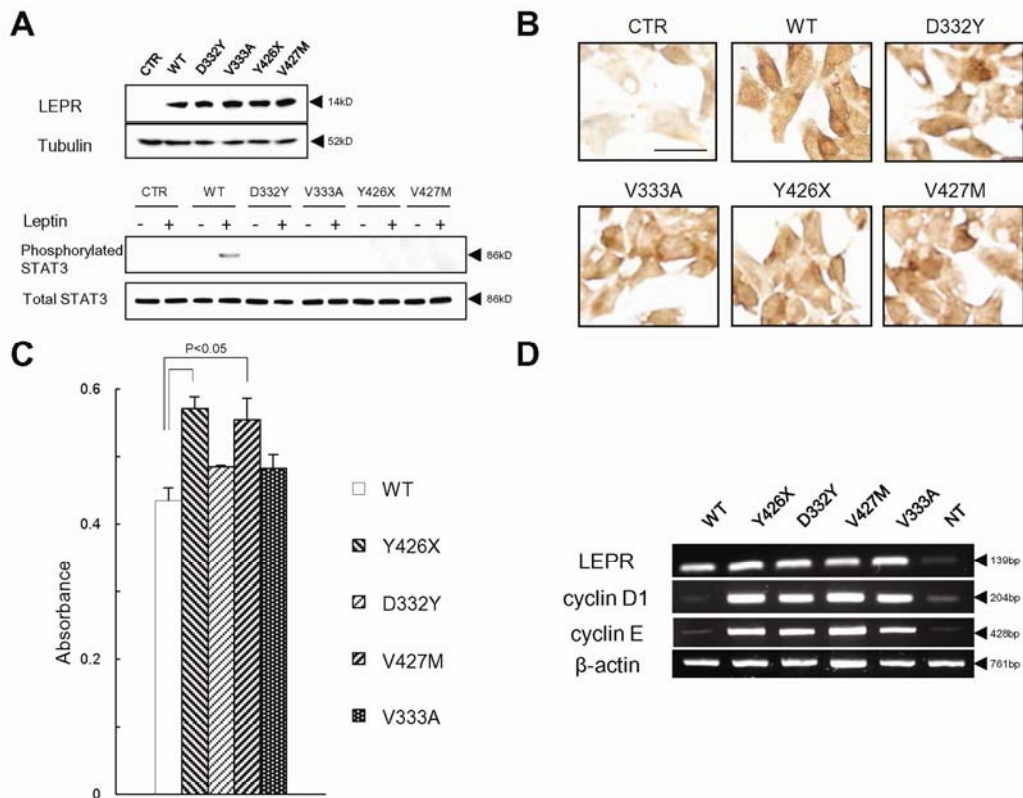 A
CTR WT D332Y V333A Y426X V427M
LEPR 14kD
Tubulin 52kD
CTR WT D332Y V333A Y426X V427M
Leptin - + - + - + - + - + - +
Phosphorylated
STAT3 86kD
Total STAT3 86kD
B
CTR WT D332Y
V333A Y426X V427M
C
P<0.05
0.6
0.4
0.2
0
Absorbance
WT
Y426X
D332Y
V427M
V333A
D
WT Y426X D332Y V427M V333A NT
LEPR 139bp
cyclin D1 204bp
cyclin E 428bp
β-actin 761bp